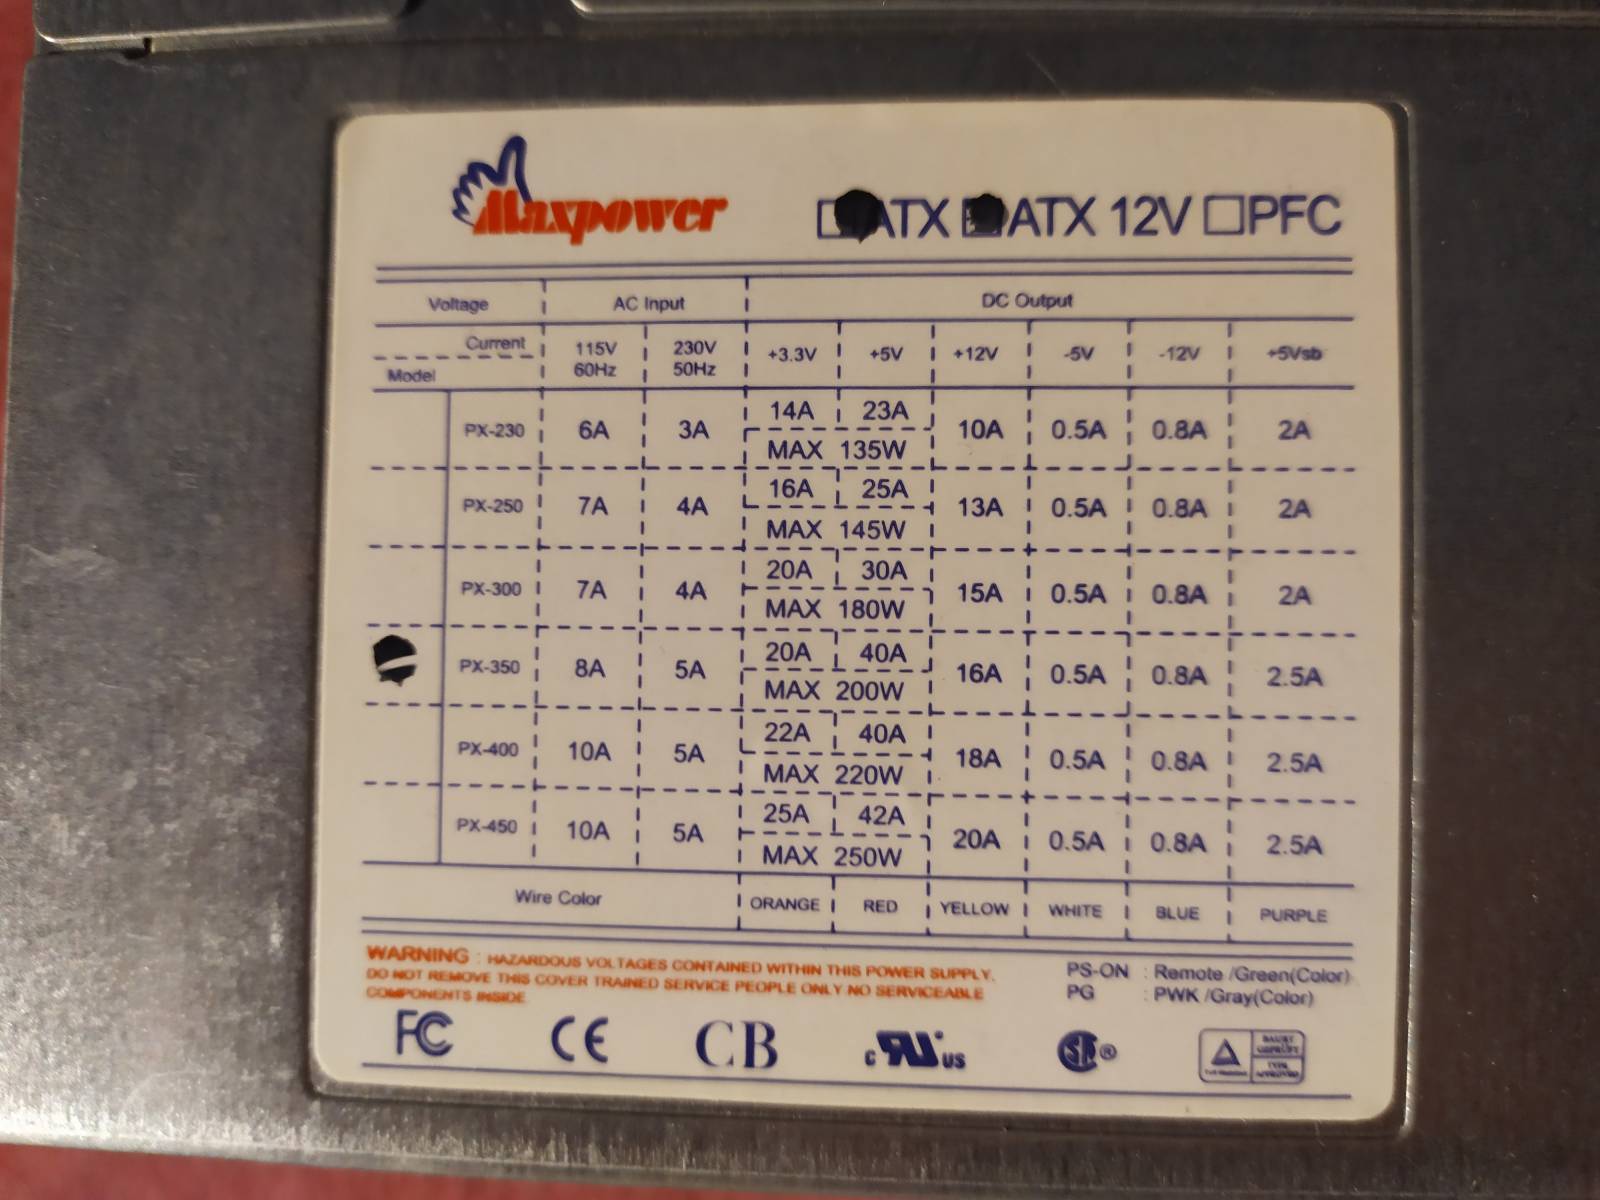 Maxpower
ATX ATX 12V PFC
Voltage AC Input DC Output
Current 115V 230V +3.3V +5V +12V -5V -12V +5Vsb
Model 60Hz 50Hz
14A 23A
PX-230 6A 3A 10A 0.5A 0.8A 2A
MAX 135W
16A 25A
PX-250 7A 4A 13A 0.5A 0.8A 2A
MAX 145W
20A 30A
PX-300 7A 4A 15A 0.5A 0.8A 2A
MAX 180W
20A 40A
PX-350 8A 5A 16A 0.5A 0.8A 2.5A
MAX 200W
22A 40A
PX-400 10A 5A 18A 0.5A 0.8A 2.5A
MAX 220W
25A 42A
PX-450 10A 5A 20A 0.5A 0.8A 2.5A
MAX 250W
Wire Color ORANGE RED YELLOW WHITE BLUE PURPLE
WARNING : HAZARDOUS VOLTAGES CONTAINED WITHIN THIS POWER SUPPLY.
DO NOT REMOVE THIS COVER TRAINED SERVICE PEOPLE ONLY NO SERVICEABLE
COMPONENTS INSIDE
PS-ON : Remote /Green(Color)
PG : PWK /Gray(Color)
FC CE CB c RU us SA ®
TYPE
APPROVED